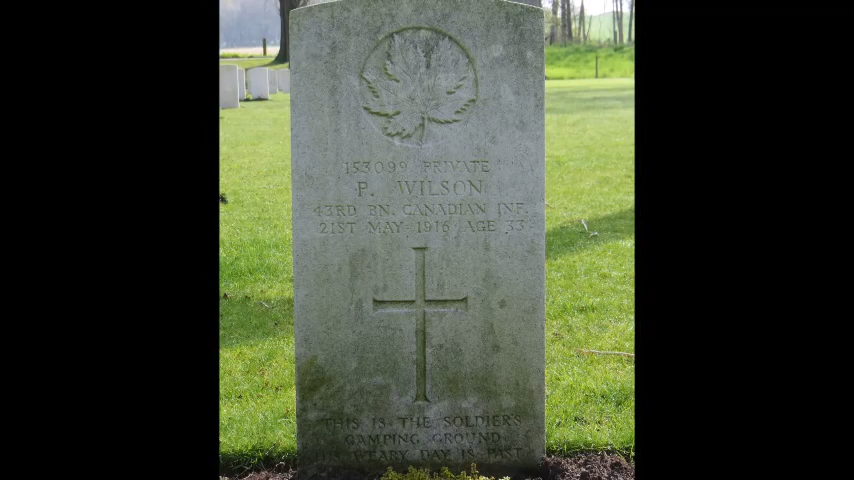 153099 PRIVATE
P. WILSON
43RD BN. CANADIAN INF.
21ST MAY 1916 AGE 33
THIS IS THE SOLDIER'S
CAMPING GROUND
HIS WEARY DAY IS PAST